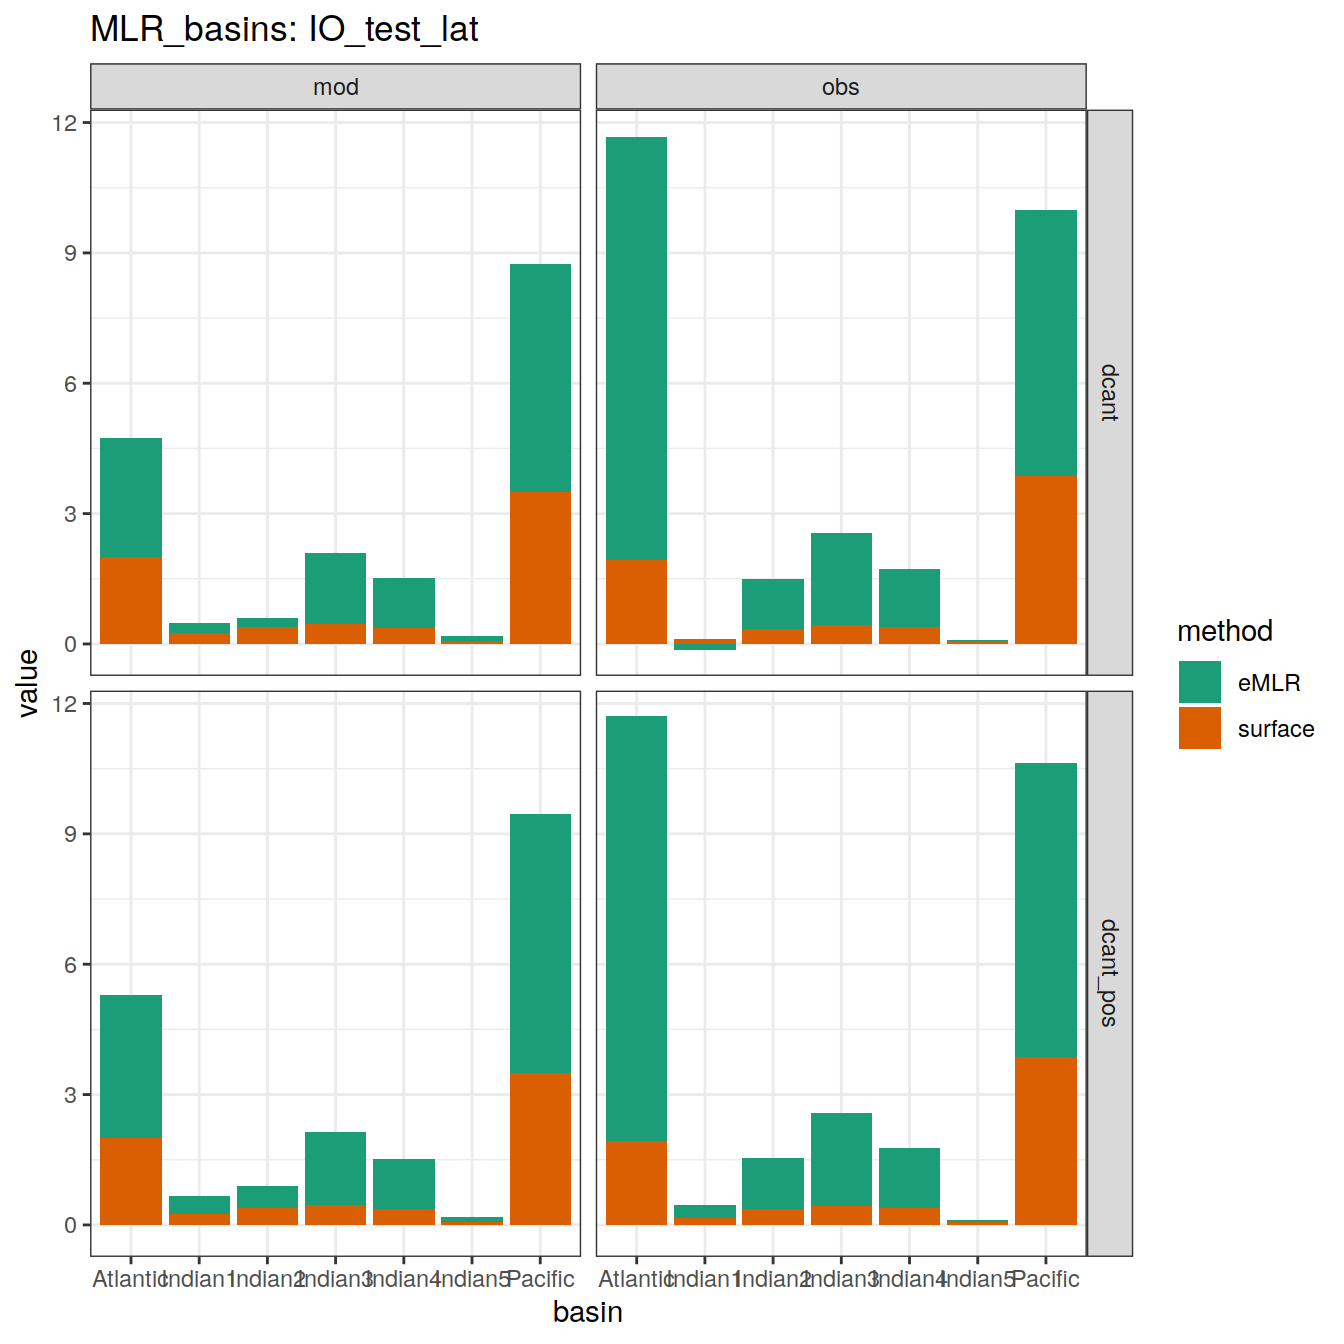 MLR_basins: IO_test_lat
mod
obs
12
9
6
3
0
dcant
12
9
6
3
0
dcant_pos
value
Atlantic Indian1 Indian2 Indian3 Indian4 Indian5 Pacific
Atlantic Indian1 Indian2 Indian3 Indian4 Indian5 Pacific
basin
method
eMLR
surface